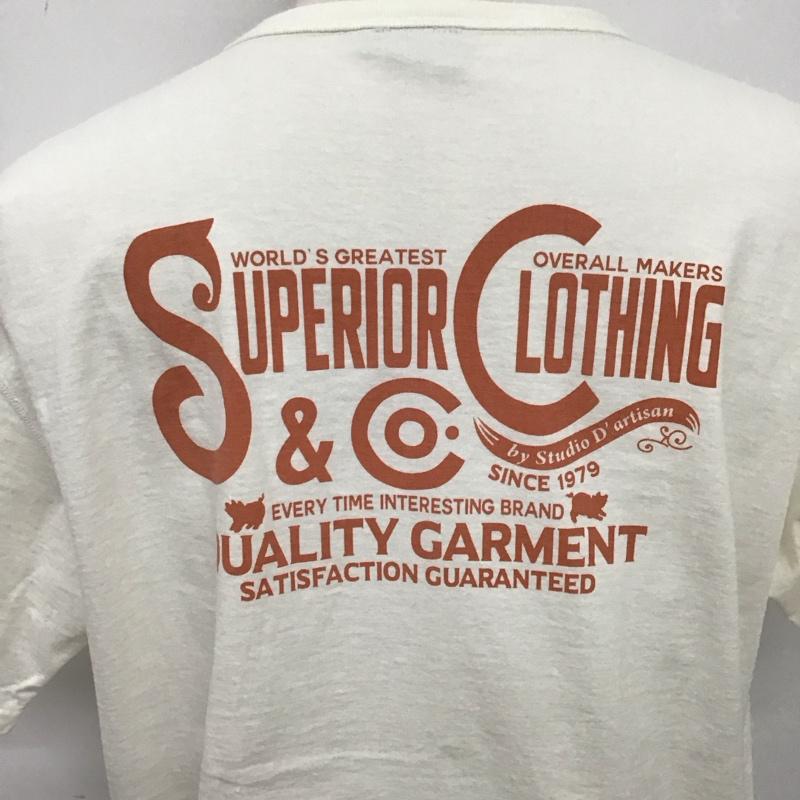 WORLD'S GREATEST OVERALL MAKERS
SUPERIOR CLOTHING
& CO.
by Studio D'artisan
SINCE 1979
EVERY TIME INTERESTING BRAND
QUALITY GARMENT
SATISFACTION GUARANTEED